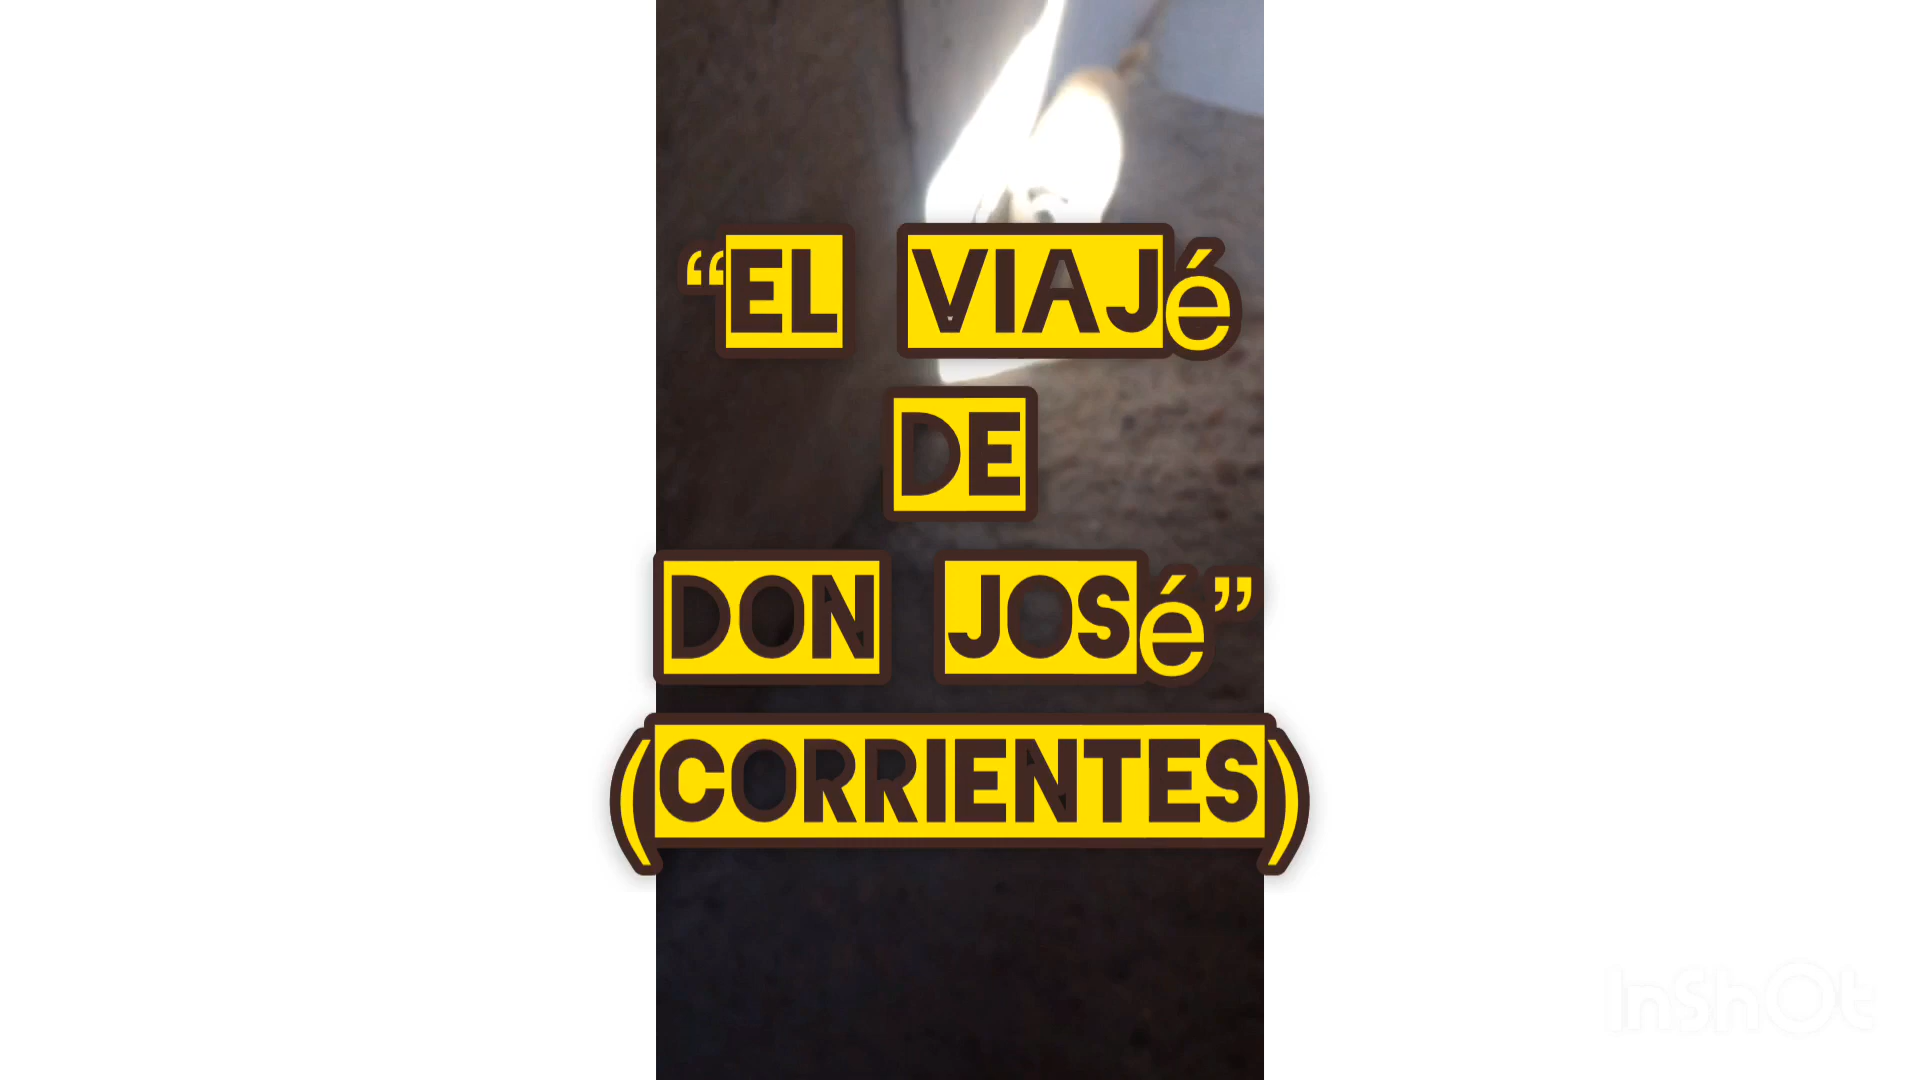 “EL VIAJé
DE
DON JOSé”
(CORRIENTES)
InShOt